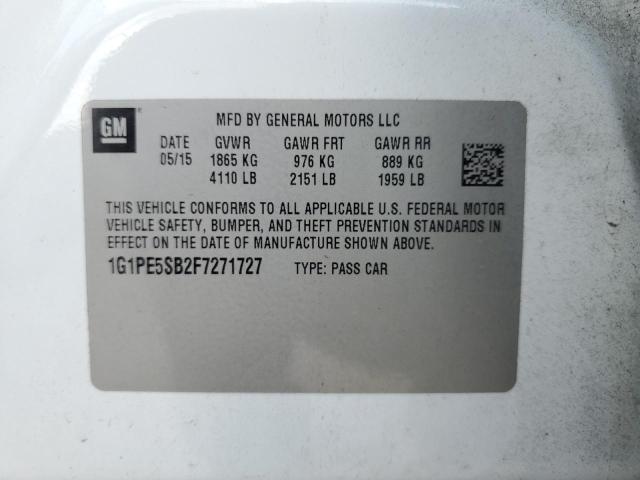 GM
MFD BY GENERAL MOTORS LLC
DATE GVWR GAWR FRT GAWR RR
05/15 1865 KG 976 KG 889 KG
4110 LB 2151 LB 1959 LB
THIS VEHICLE CONFORMS TO ALL APPLICABLE U.S. FEDERAL MOTOR
VEHICLE SAFETY, BUMPER, AND THEFT PREVENTION STANDARDS IN
EFFECT ON THE DATE OF MANUFACTURE SHOWN ABOVE.
1G1PE5SB2F7271727 TYPE: PASS CAR